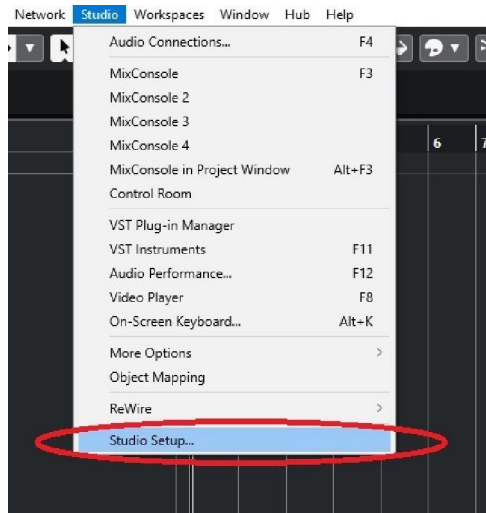 Network Studio Workspaces Window Hub Help
Audio Connections... F4
MixConsole F3
MixConsole 2
MixConsole 3
MixConsole 4
MixConsole in Project Window Alt+F3
Control Room
VST Plug-in Manager
VST Instruments F11
Audio Performance... F12
Video Player F8
On-Screen Keyboard... Alt+K
More Options
Object Mapping
ReWire
Studio Setup...
6
7